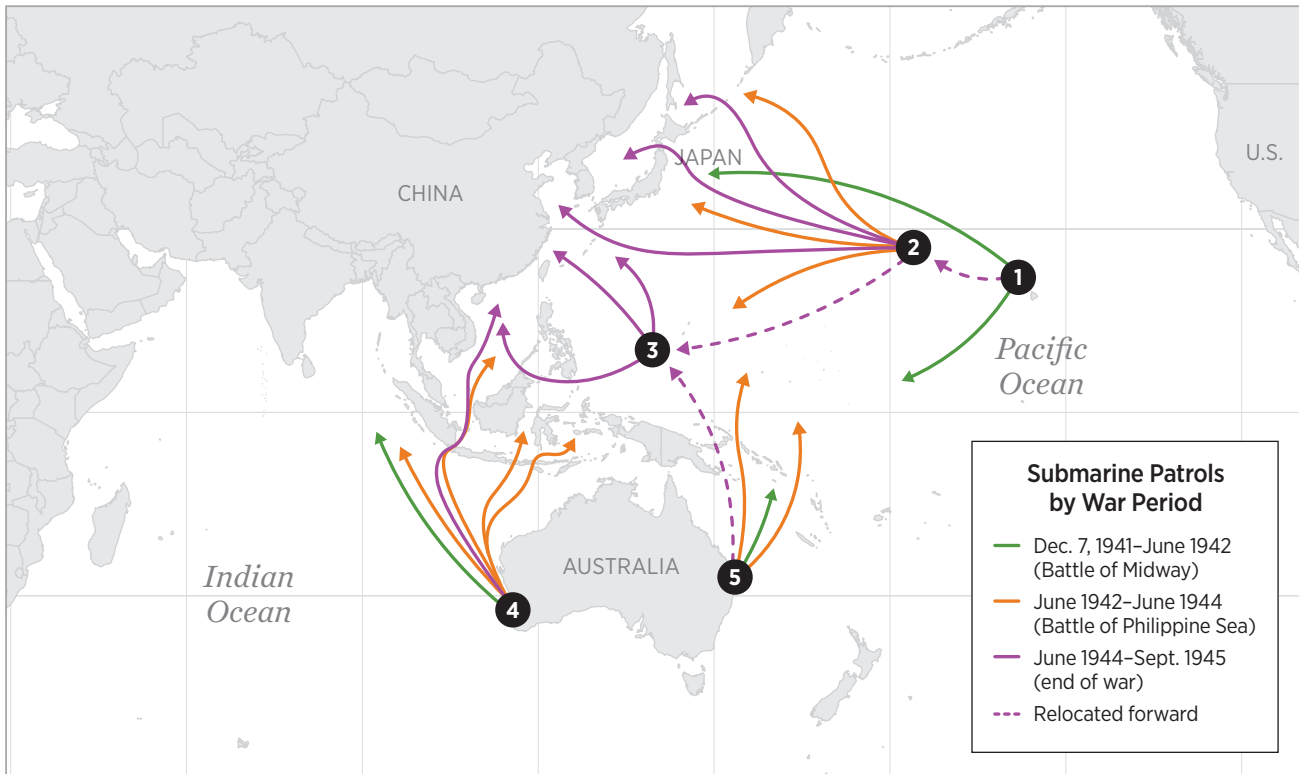 JAPAN
U.S.
CHINA
2
1
3
Pacific
Ocean
AUSTRALIA
5
Indian
Ocean
4
Submarine Patrols
by War Period
Dec. 7, 1941–June 1942
(Battle of Midway)
June 1942–June 1944
(Battle of Philippine Sea)
June 1944–Sept. 1945
(end of war)
Relocated forward